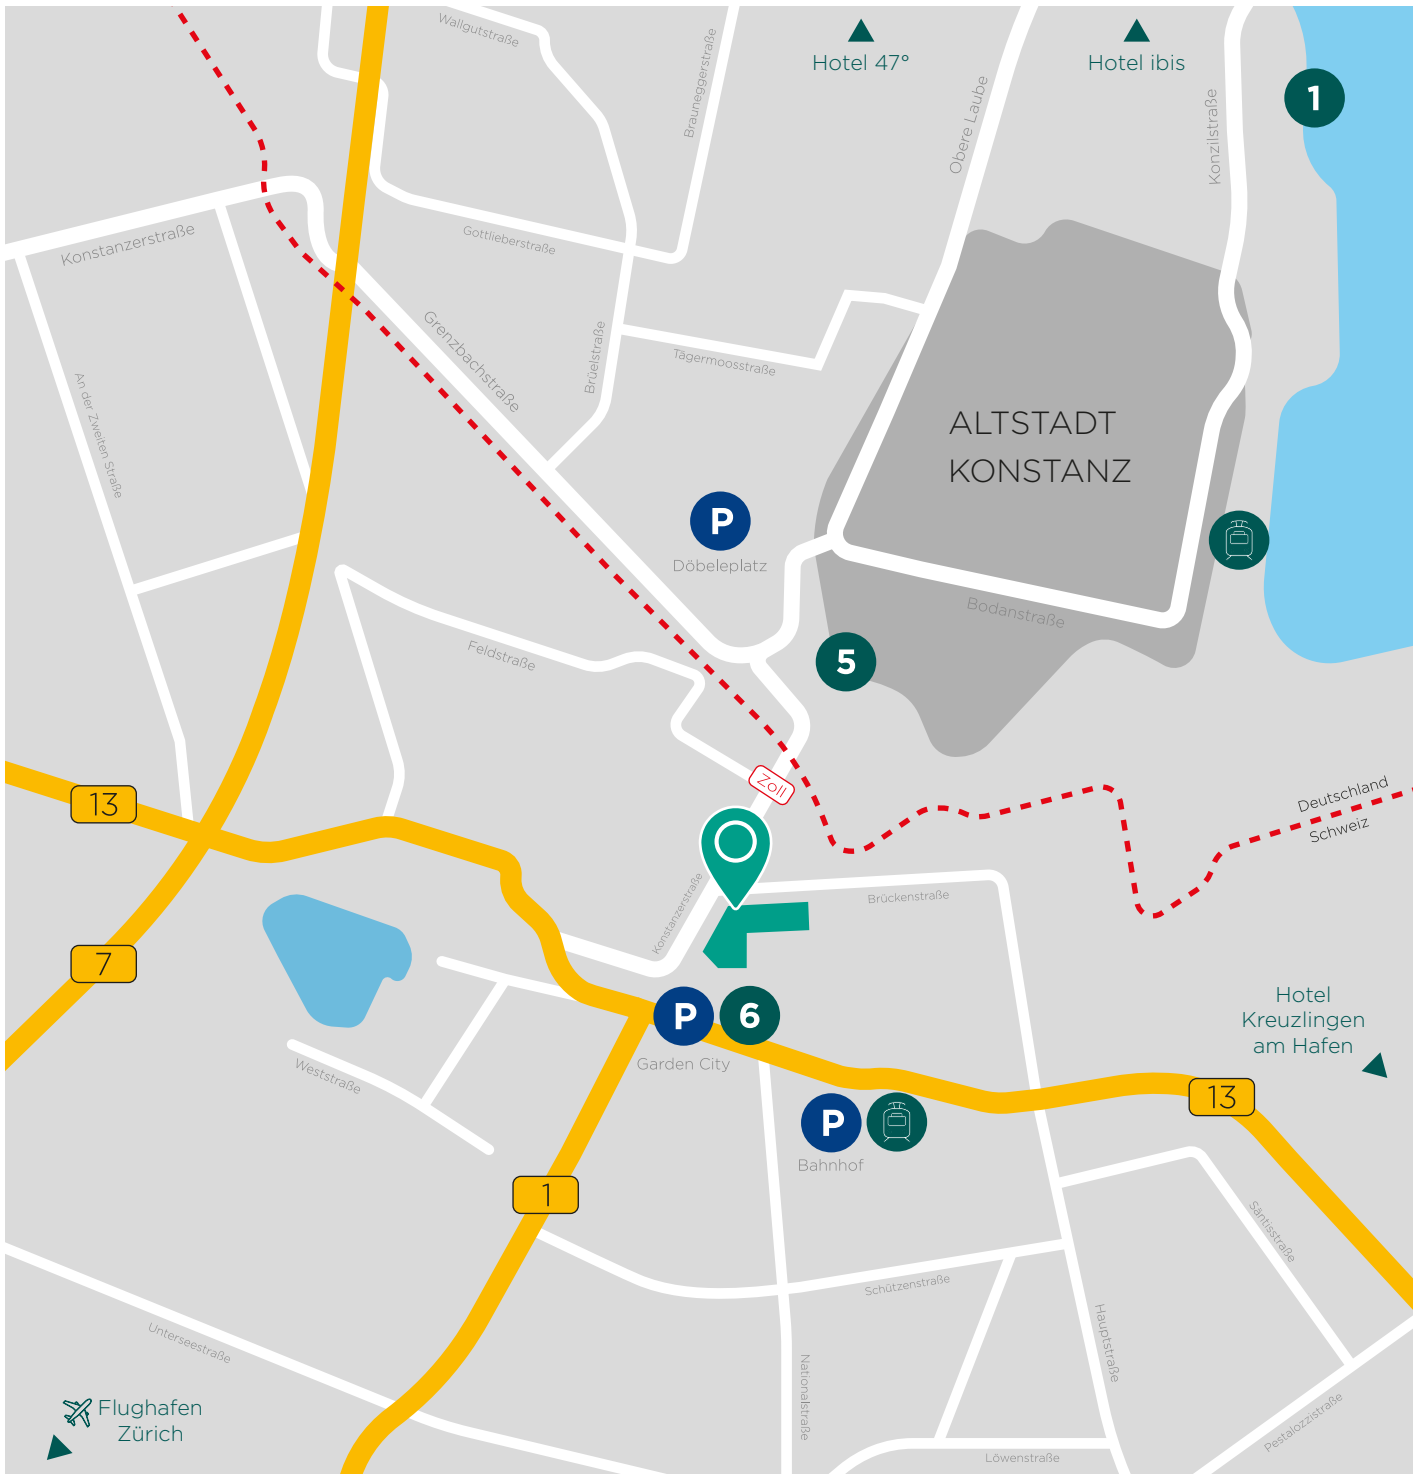 Wallgutstraße
Hotel 47°
Hotel ibis
Brauneggerstraße
Obere Laube
Konzilstraße
1
Konstanzerstraße
Gottlieberstraße
Grenzbachstraße
Brüelstraße
Tägermoosstraße
An der Zweiten Straße
ALTSTADT
KONSTANZ
P
Döbeleplatz
Bodanstraße
Feldstraße
5
Zoll
Deutschland
Schweiz
13
Konstanzerstraße
Brückenstraße
7
P
6
Garden City
Hotel
Kreuzlingen
am Hafen
Weststraße
13
P
Bahnhof
1
Säntisstraße
Schützenstraße
Hauptstraße
Unterseestraße
Nationalstraße
Flughafen
Zürich
Pestalozzistraße
Löwenstraße